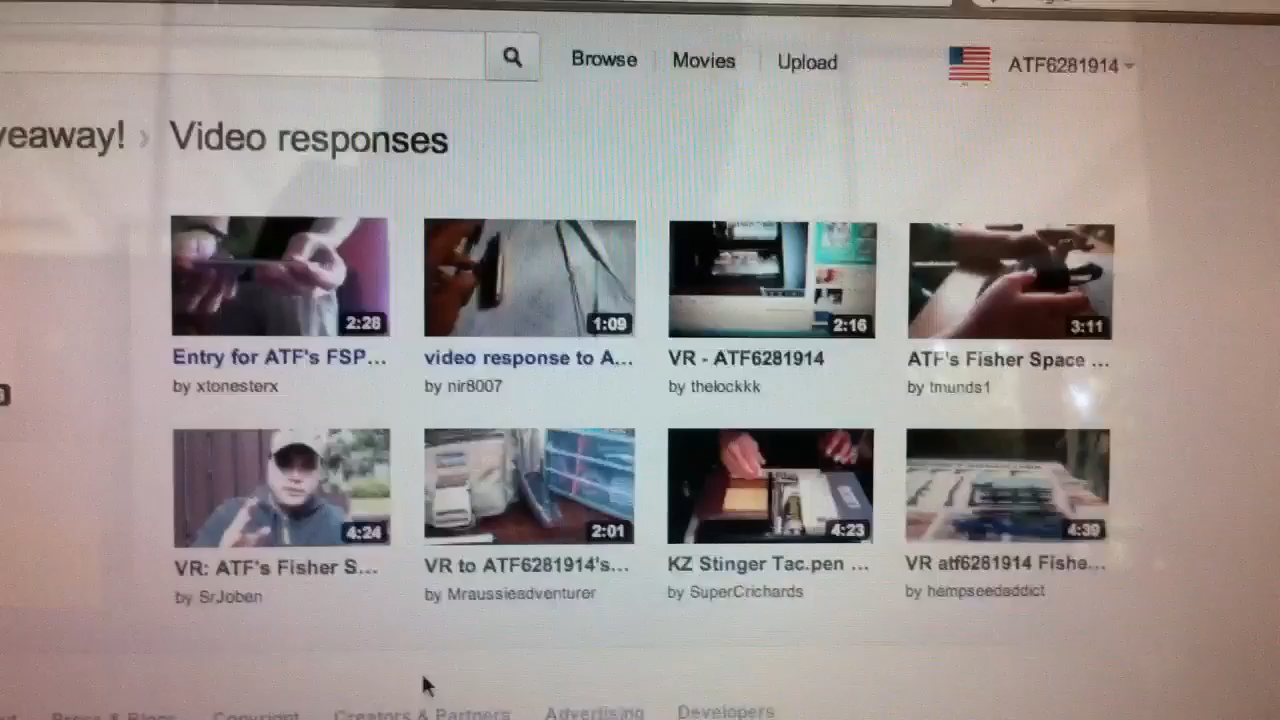 Browse Movies Upload ATF6281914
veaway! › Video responses
2:28 1:09 2:16 3:11
Entry for ATF's FSP... video response to A... VR - ATF6281914 ATF's Fisher Space ...
by xtonesterx by nir8007 by thelockkk by tmunds1
4:24 2:01 4:23 4:39
VR: ATF's Fisher S... VR to ATF6281914's... KZ Stinger Tac.pen ... VR atf6281914 Fishe...
by SrJoben by Mraussieadventurer by SuperCrichards by hempseedaddict
Press & Blogs Copyright Creators & Partners Advertising Developers